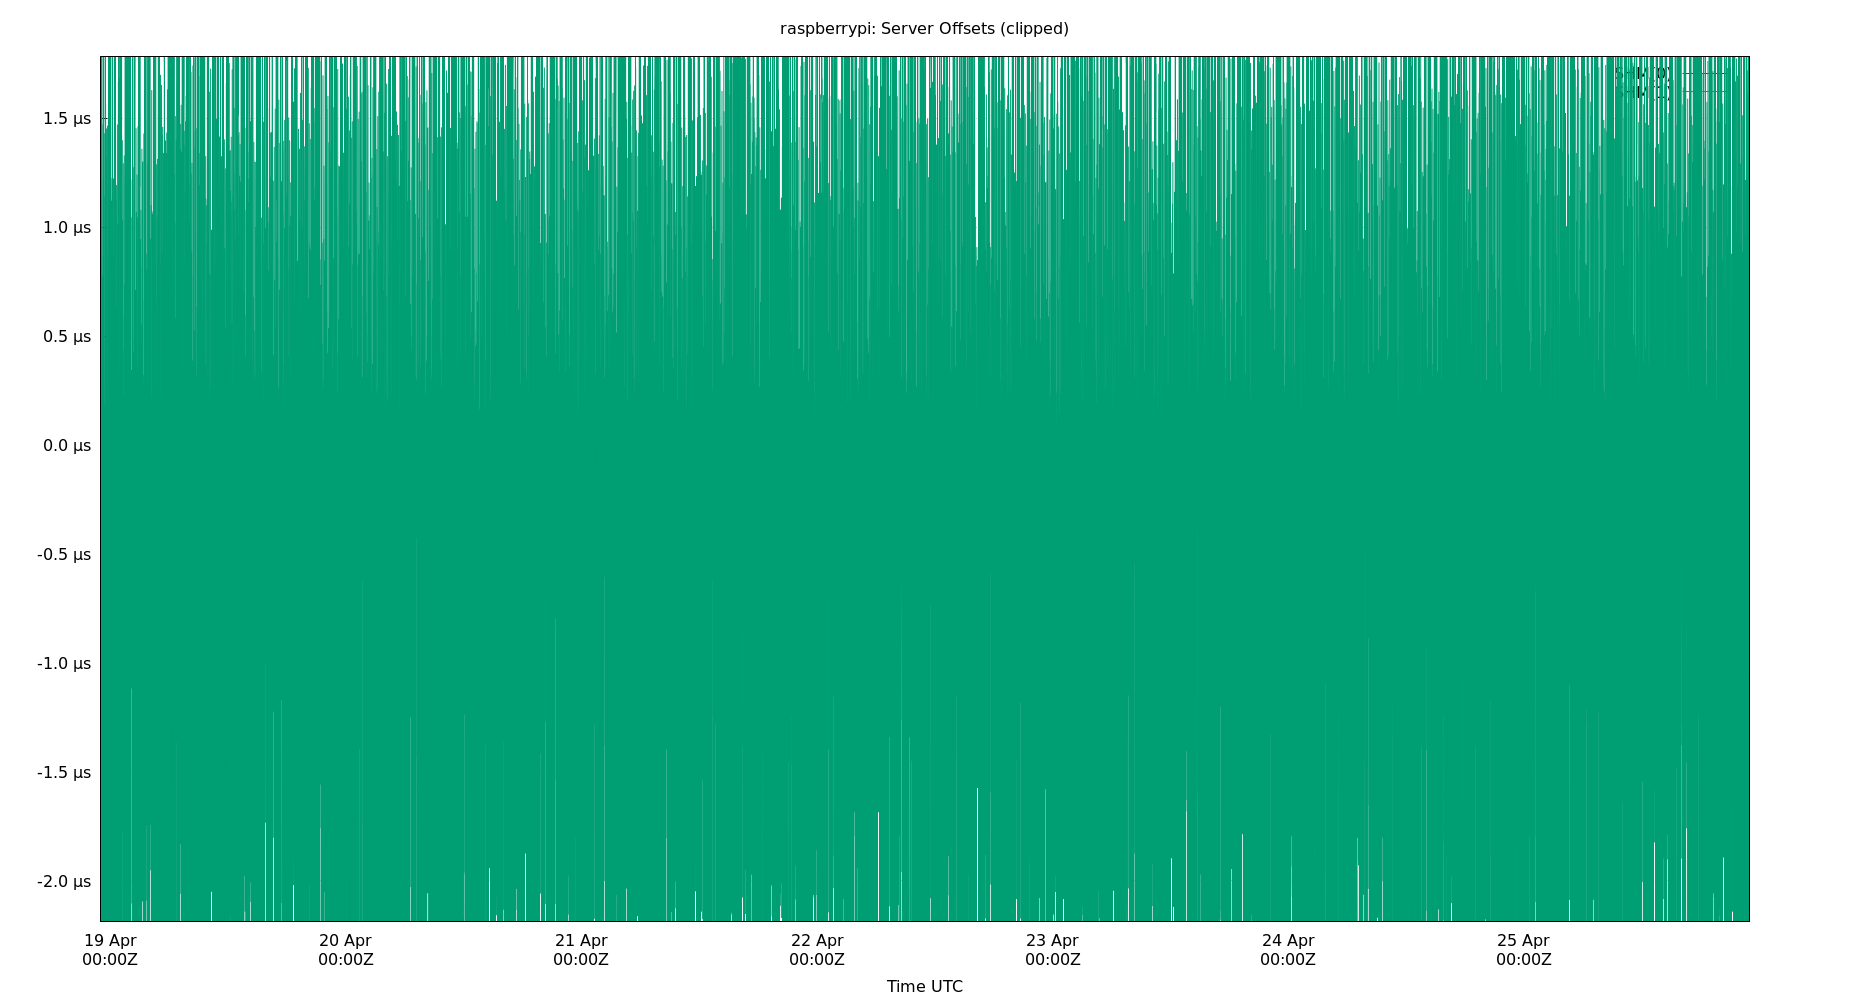 raspberrypi: Server Offsets (clipped)
1.5 µs
1.0 µs
0.5 µs
0.0 µs
-0.5 µs
-1.0 µs
-1.5 µs
-2.0 µs
19 Apr 20 Apr 21 Apr 22 Apr 23 Apr 24 Apr 25 Apr
00:00Z 00:00Z 00:00Z 00:00Z 00:00Z 00:00Z 00:00Z
Time UTC